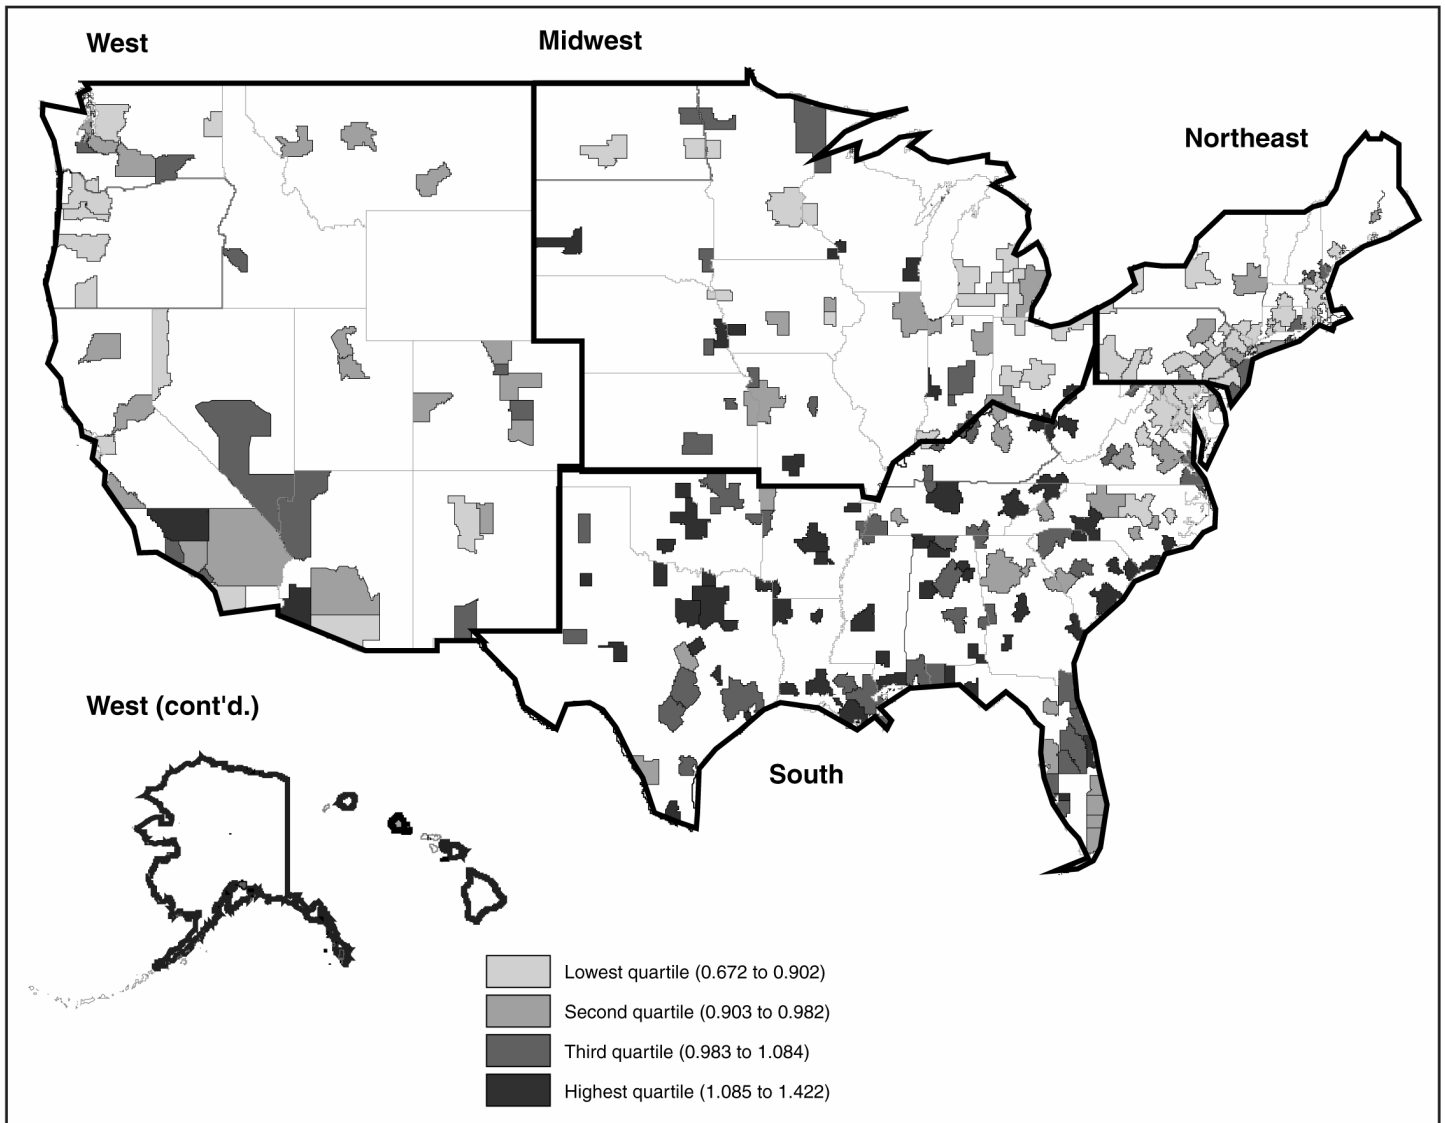 West
Midwest
Northeast
West (cont'd.)
South
Lowest quartile (0.672 to 0.902)
Second quartile (0.903 to 0.982)
Third quartile (0.983 to 1.084)
Highest quartile (1.085 to 1.422)